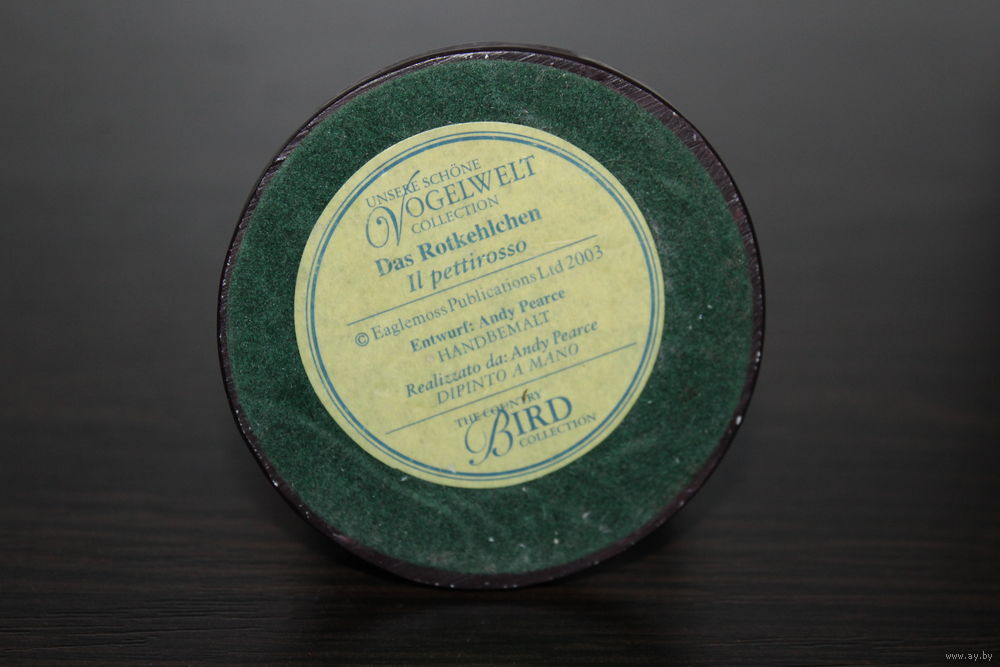 UNSERE SCHÖNE
VOGELWELT
COLLECTION
Das Rotkehlchen
Il pettirosso
© Eaglemoss Publications Ltd 2003
Entwurf: Andy Pearce
HANDBEMALT
Realizzato da: Andy Pearce
DIPINTO A MANO
THE COUNTRY
BIRD
COLLECTION
www.ay.by